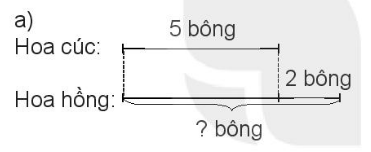 a)
5 bông
Hoa cúc:
2 bông
Hoa hồng:
? bông